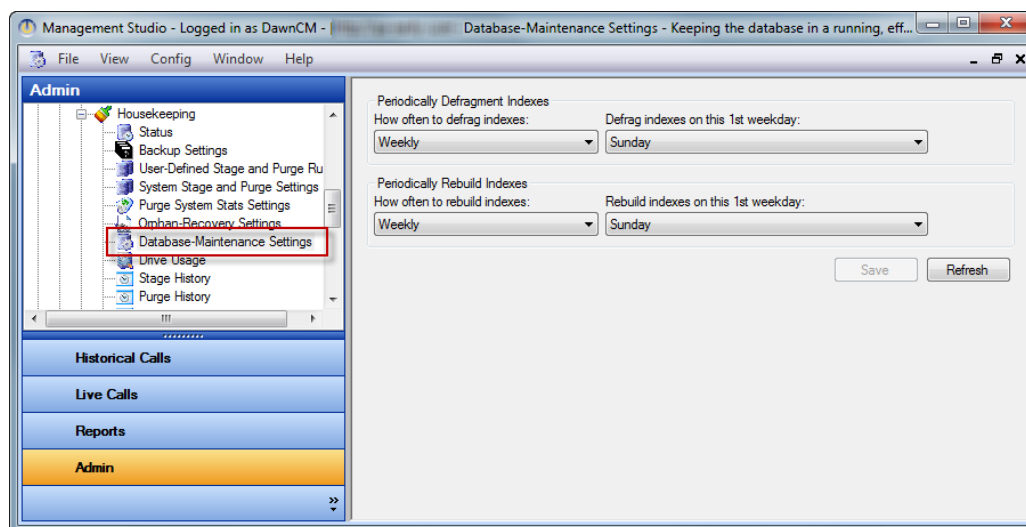 Management Studio - Logged in as DawnCM - Database-Maintenance Settings - Keeping the database in a running, eff...
File View Config Window Help
Admin
Housekeeping
Status
Backup Settings
User-Defined Stage and Purge Ru
System Stage and Purge Settings
Purge System Stats Settings
Orphan-Recovery Settings
Database-Maintenance Settings
Drive Usage
Stage History
Purge History
Historical Calls
Live Calls
Reports
Admin
Periodically Defragment Indexes
How often to defrag indexes: Defrag indexes on this 1st weekday:
Weekly Sunday
Periodically Rebuild Indexes
How often to rebuild indexes: Rebuild indexes on this 1st weekday:
Weekly Sunday
Save Refresh